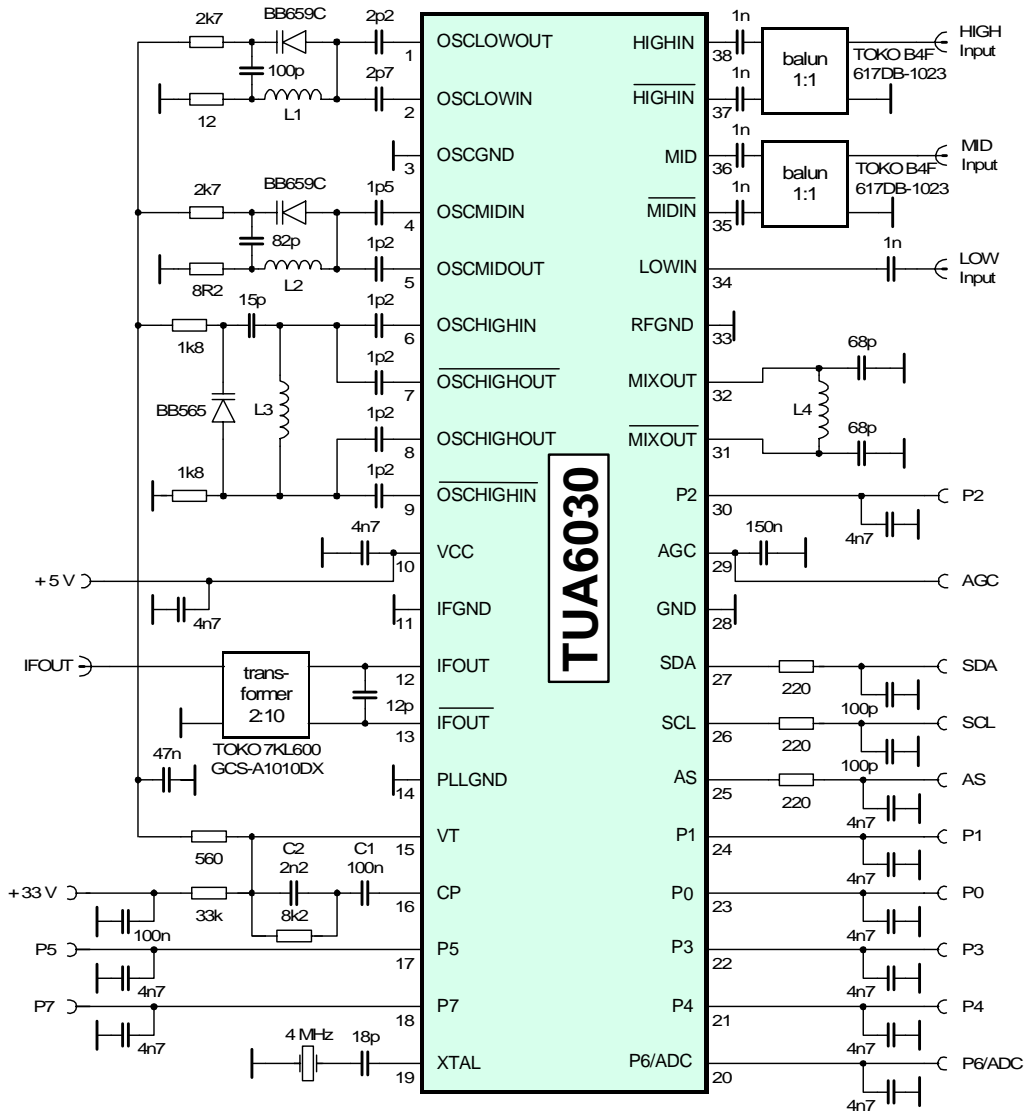 BB659C
2k7
2p2
1
OSCLOWOUT
100p
2p7
12
L1
2
OSCLOWIN
3
OSCGND
BB659C
2k7
1p5
4
OSCMIDIN
82p
1p2
8R2
L2
5
OSCMIDOUT
15p
1p2
1k8
6
OSCHIGHIN
1p2
7
OSCHIGHOUT
BB565
L3
1p2
8
OSCHIGHOUT
1k8
1p2
9
OSCHIGHIN
4n7
10
VCC
+5 V
4n7
11
IFGND
IFOUT
trans-
former
2:10
12
IFOUT
12p
13
IFOUT
TOKO 7KL600
GCS-A1010DX
47n
14
PLLGND
560
15
VT
C2
2n2
C1
100n
+33 V
33k
8k2
16
CP
100n
P5
17
P5
4n7
P7
18
P7
4n7
4 MHz
18p
19
XTAL
TUA6030
HIGHIN
38
1n
balun
1:1
TOKO B4F
617DB-1023
HIGH
Input
HIGHIN
37
1n
MID
36
1n
balun
1:1
TOKO B4F
617DB-1023
MID
Input
MIDIN
35
1n
LOWIN
34
1n
LOW
Input
RFGND
33
MIXOUT
32
68p
L4
MIXOUT
31
68p
P2
30
4n7
P2
AGC
29
150n
AGC
GND
28
SDA
27
220
100p
SDA
SCL
26
220
100p
SCL
AS
25
220
4n7
AS
P1
24
4n7
P1
P0
23
4n7
P0
P3
22
4n7
P3
P4
21
4n7
P4
P6/ADC
20
4n7
P6/ADC